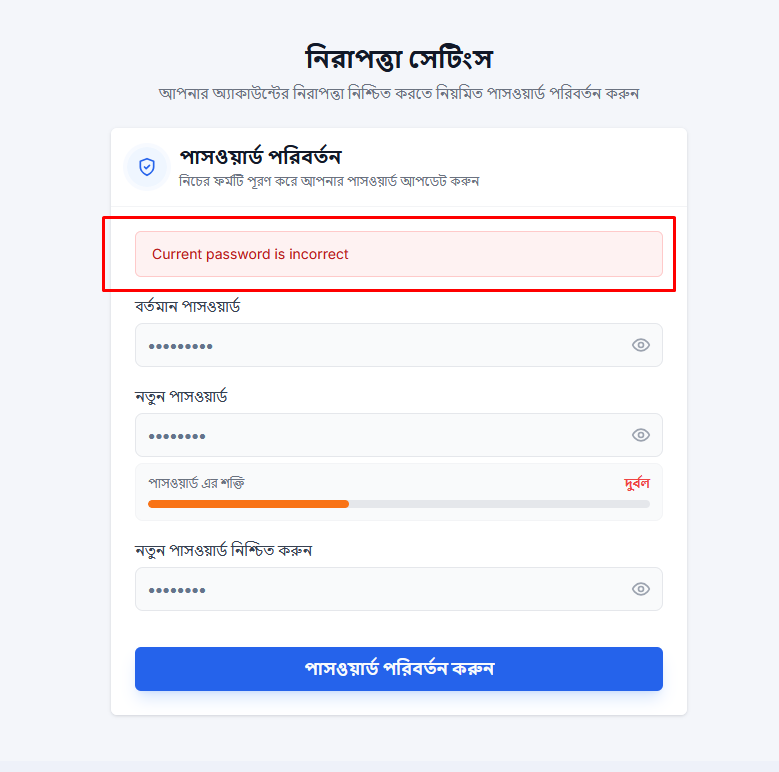 নিরাপত্তা সেটিংস
আপনার অ্যাকাউন্টের নিরাপত্তা নিশ্চিত করতে নিয়মিত পাসওয়ার্ড পরিবর্তন করুন
পাসওয়ার্ড পরিবর্তন
নিচের ফর্মটি পূরণ করে আপনার পাসওয়ার্ড আপডেট করুন
Current password is incorrect
বর্তমান পাসওয়ার্ড
•••••••••
নতুন পাসওয়ার্ড
••••••••
পাসওয়ার্ড এর শক্তি দুর্বল
নতুন পাসওয়ার্ড নিশ্চিত করুন
••••••••
পাসওয়ার্ড পরিবর্তন করুন